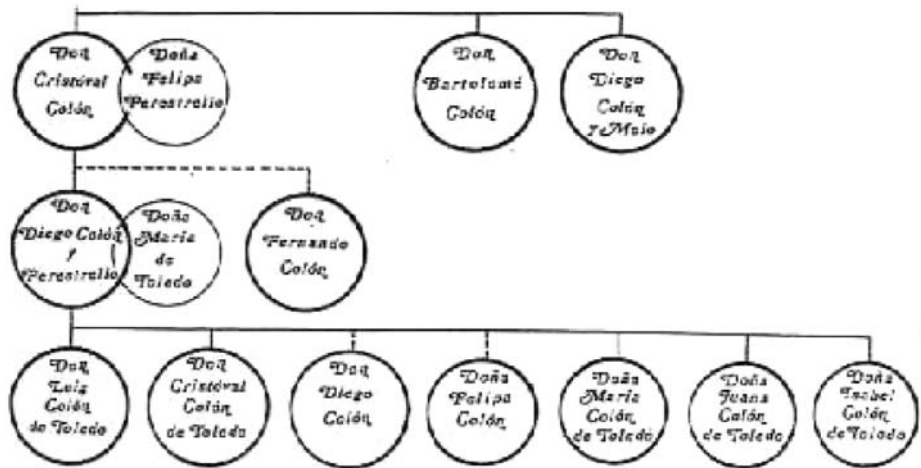 Don
Cristóval
Colón
Doña
Felipa
Perestrello
Don
Bartolomé
Colón
Don
Diego
Colón
y e Molo
Don
Diego Colón
y
Perestrello
Doña
María
de
Toledo
Don
Fernando
Colón
Don
Luis
Colón
de Toledo
Don
Cristóval
Colón
de Toledo
Don
Diego
Colón
Doña
Felipa
Colón
Doña
María
Colón
de Toledo
Doña
Juana
Colón
de Toledo
Doña
Isabel
Colón
de Toledo